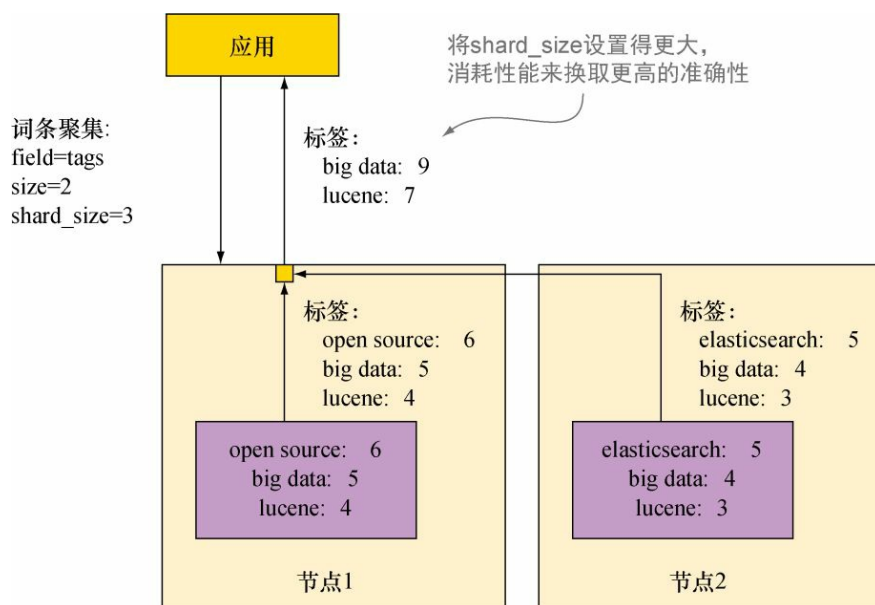 应用
将shard_size设置得更大，
消耗性能来换取更高的准确性
词条聚集:
field=tags
size=2
shard_size=3
标签：
big data: 9
lucene: 7
标签：
open source: 6
big data: 5
lucene: 4
标签：
elasticsearch: 5
big data: 4
lucene: 3
open source: 6
big data: 5
lucene: 4
elasticsearch: 5
big data: 4
lucene: 3
节点1
节点2